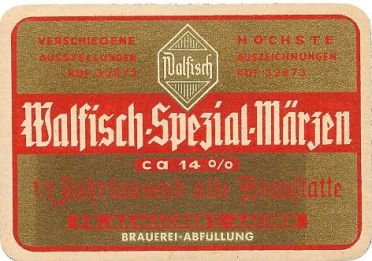 VERSCHIEDENE
AUSSTELLUNGEN
RUF 32873
HÖCHSTE
AUSZEICHNUNGEN
RUF 32873
Walfisch
Walfisch-Spezial-Märzen
ca 14 %
1/2 Jahrtausend alte Braustätte
AACHEN
BRAUEREI-ABFÜLLUNG